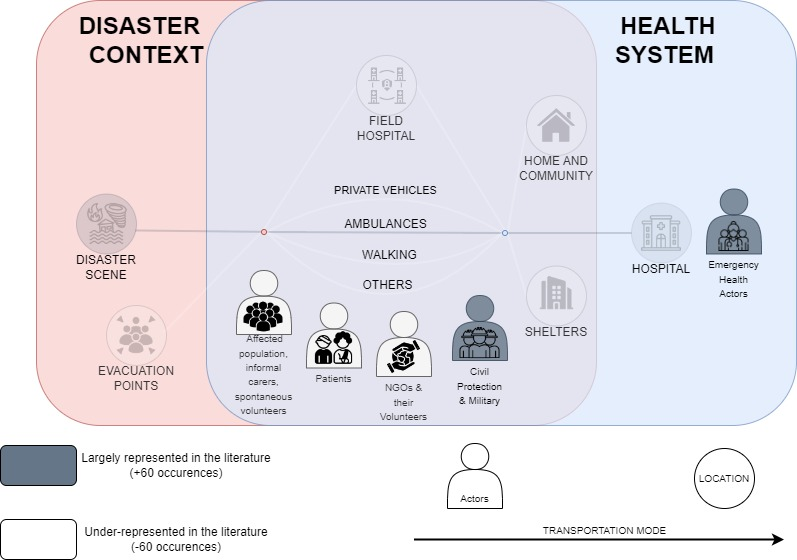 DISASTER
CONTEXT
HEALTH
SYSTEM
FIELD
HOSPITAL
HOME AND
COMMUNITY
PRIVATE VEHICLES
AMBULANCES
WALKING
OTHERS
DISASTER
SCENE
HOSPITAL
Emergency
Health
Actors
EVACUATION
POINTS
SHELTERS
Affected
population,
informal
carers,
spontaneous
volunteers
Patients
NGOs &
their
Volunteers
Civil
Protection
& Military
Largely represented in the literature
(+60 occurences)
Under-represented in the literature
(-60 occurences)
Actors
LOCATION
TRANSPORTATION MODE